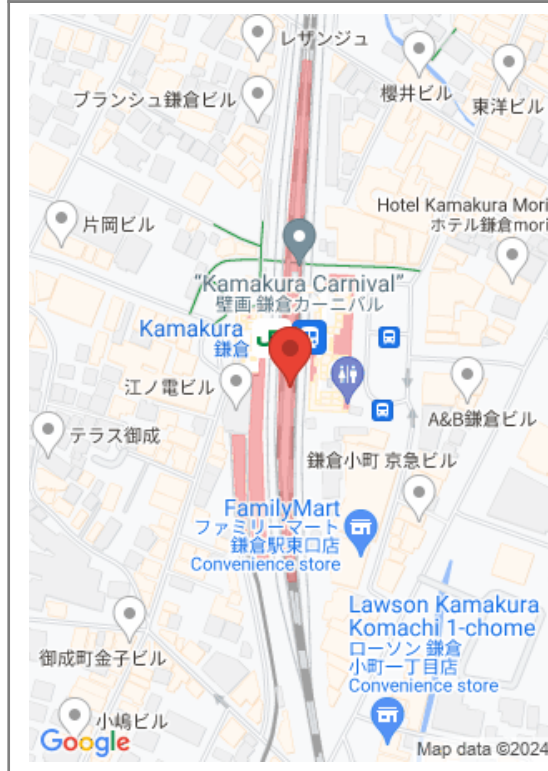 レザンジュ
ブランシュ鎌倉ビル
櫻井ビル
東洋ビル
片岡ビル
Hotel Kamakura Mori
ホテル鎌倉mori
“Kamakura Carnival”
壁画 鎌倉カーニバル
Kamakura
鎌倉
江ノ電ビル
テラス御成
A&B鎌倉ビル
鎌倉小町 京急ビル
FamilyMart
ファミリーマート
鎌倉駅東口店
Convenience store
Lawson Kamakura
Komachi 1-chome
ローソン 鎌倉
小町一丁目店
Convenience store
御成町金子ビル
小嶋ビル
Google
Map data ©2024